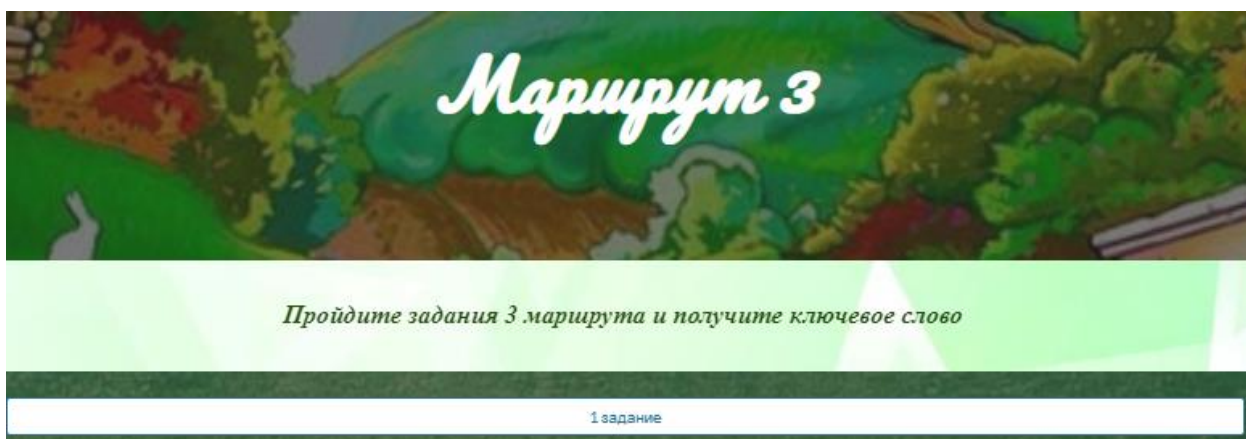 Маршрут 3
Пройдите задания 3 маршрута и получите ключевое слово
1 задание